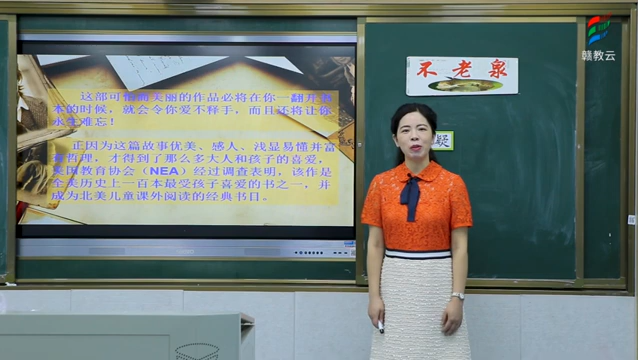 这部可怕而美丽的作品必将在你一翻开书
本的时候，就会令你爱不释手，而且还将让你
永生难忘！
正因为这篇故事优美、感人、浅显易懂并富
有哲理，才得到了那么多大人和孩子的喜爱，
美国教育协会（NEA）经过调查表明，该作是
全美历史上一百本最受孩子喜爱的书之一，并
成为北美儿童课外阅读的经典书目。
不老泉
疑
赣教云